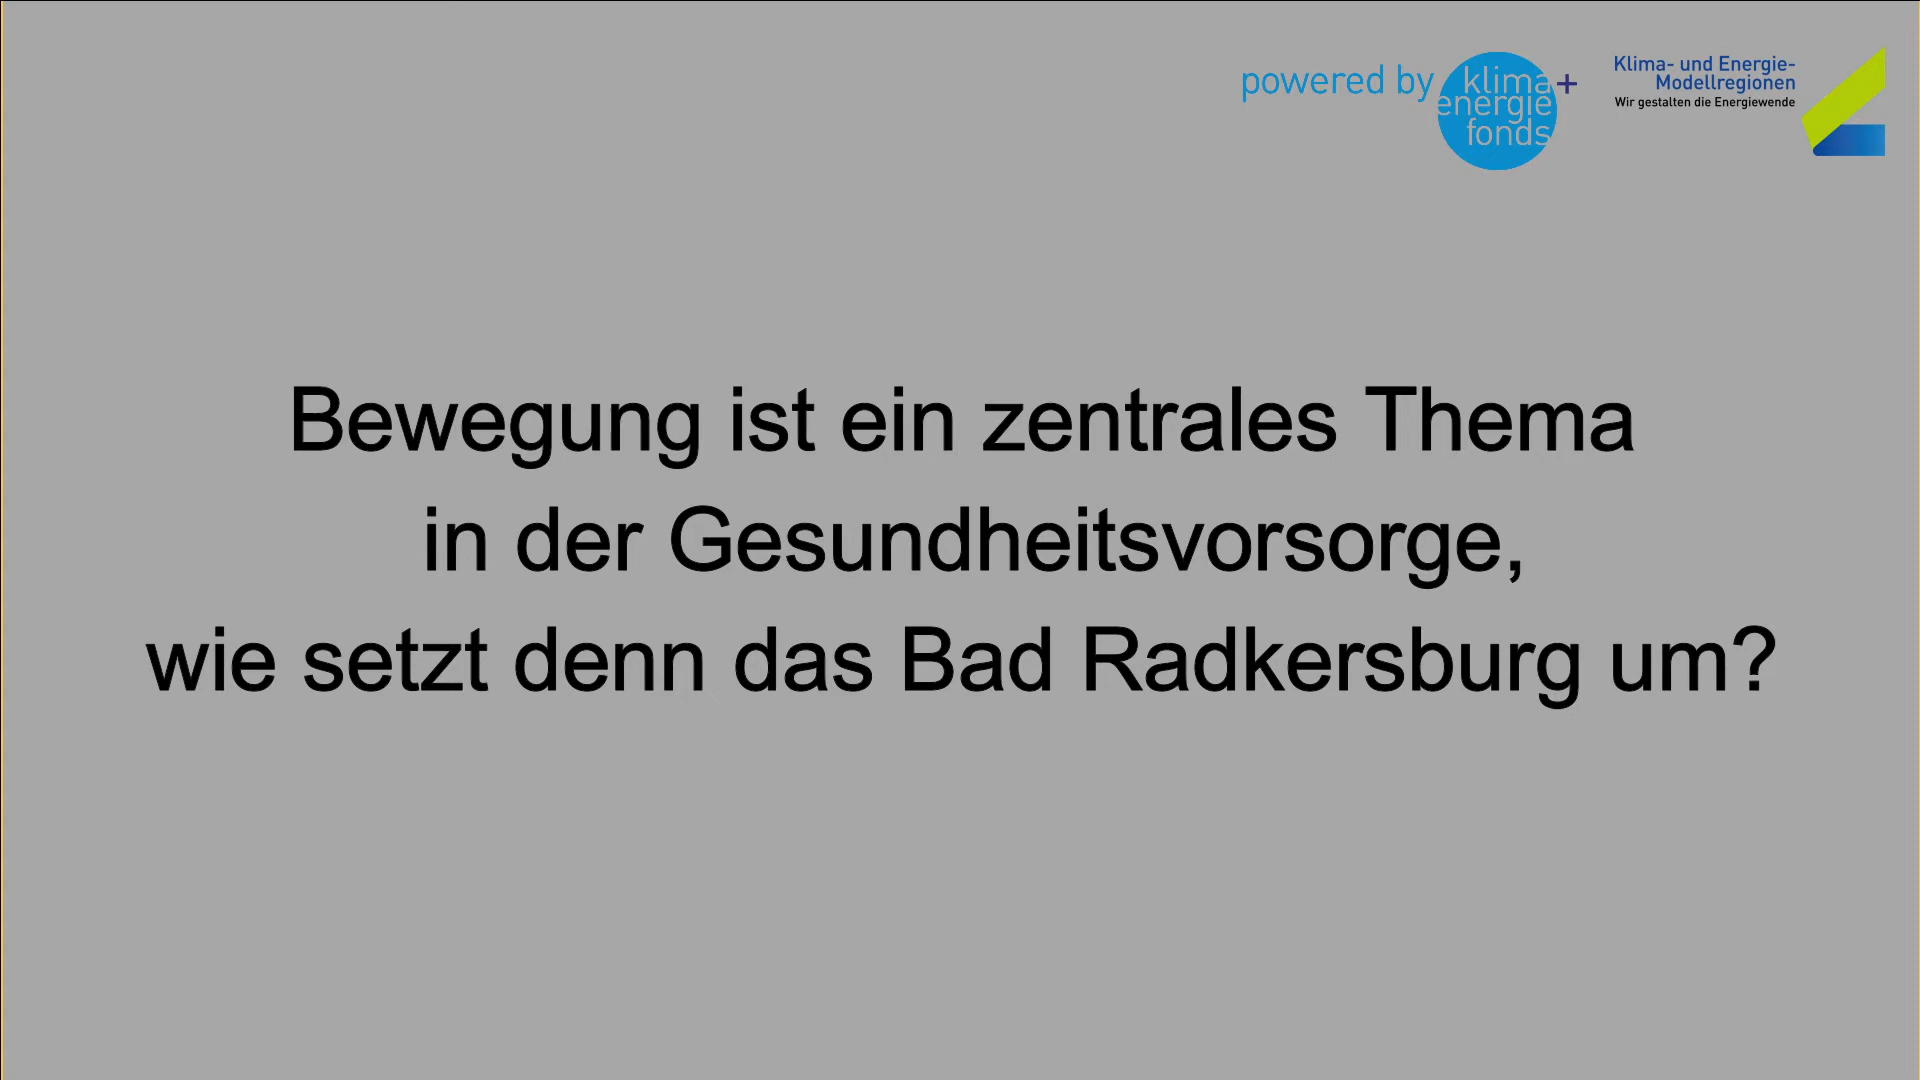 powered by klima+
energie
fonds
Klima- und Energie-
Modellregionen
Wir gestalten die Energiewende
Bewegung ist ein zentrales Thema
in der Gesundheitsvorsorge,
wie setzt denn das Bad Radkersburg um?